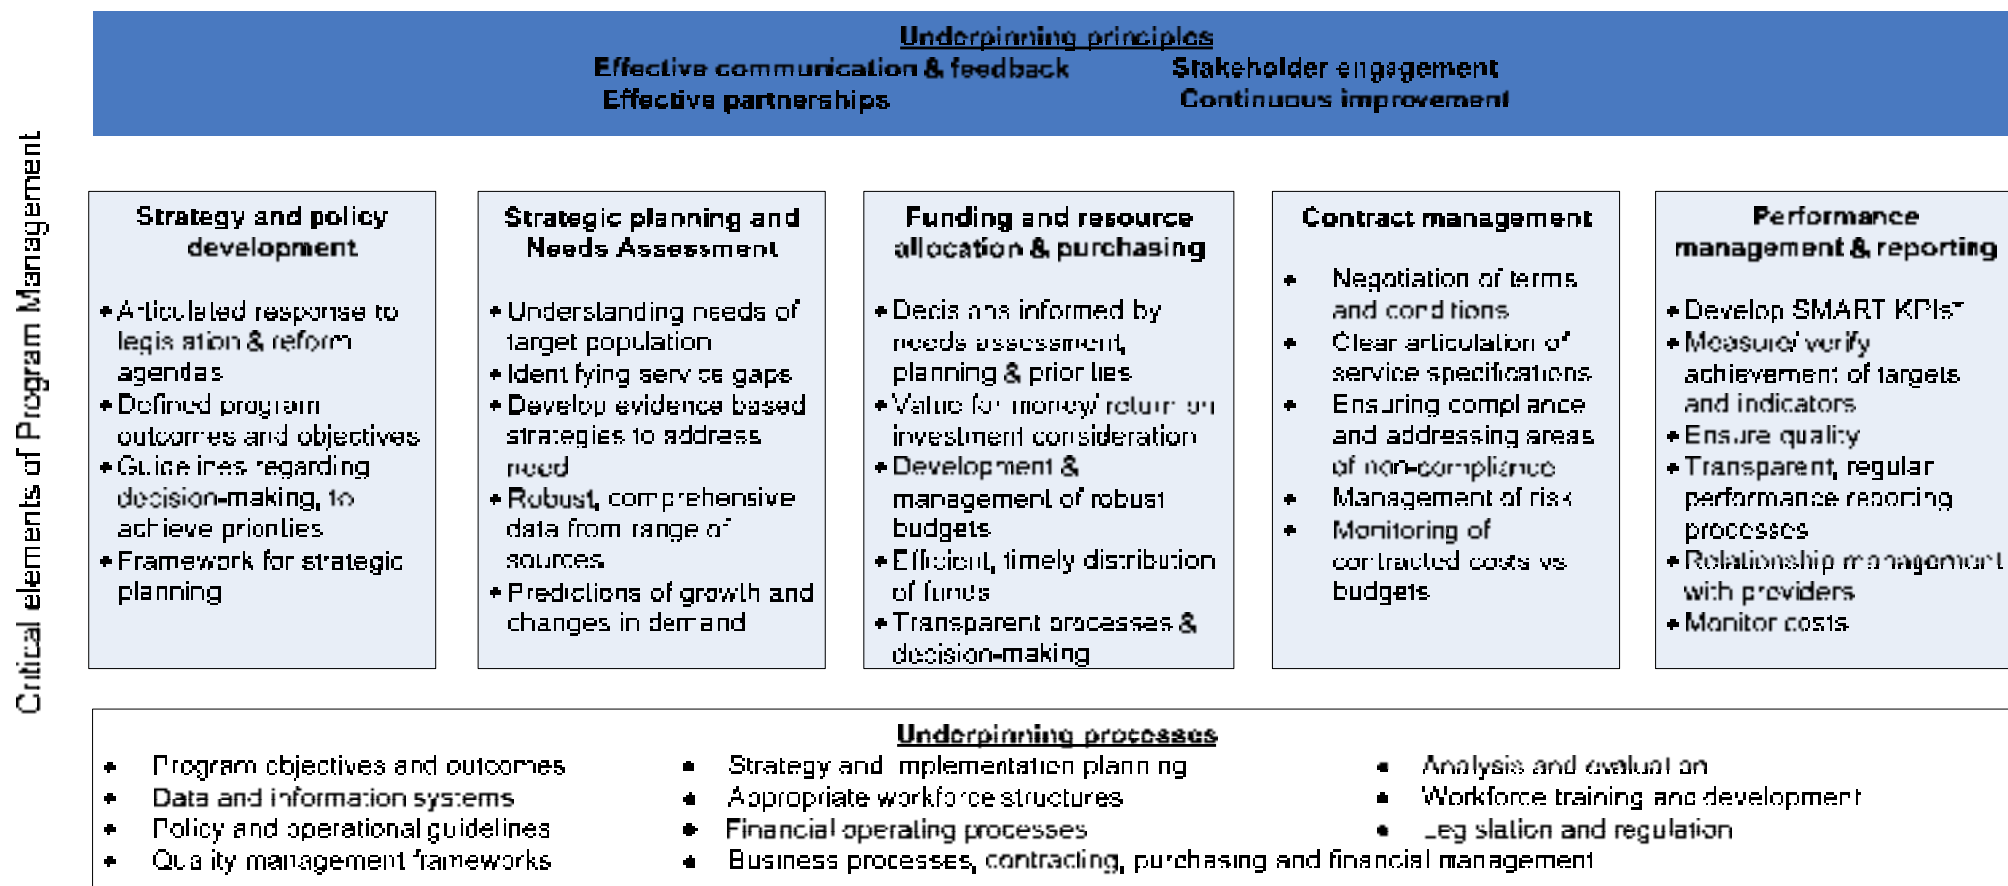 Critical elements of Program Management
Underpinning principles
Effective communication & feedback Stakeholder engagement
Effective partnerships Continuous improvement
Strategy and policy
development
• Articulated response to
legislation & reform
agendas
• Defined program
outcomes and objectives
• Guidelines regarding
decision-making, to
achieve priorities
• Framework for strategic
planning
Strategic planning and
Needs Assessment
• Understanding needs of
target population
• Identifying service gaps
• Develop evidence based
strategies to address
need
• Robust, comprehensive
data from range of
sources
• Predictions of growth and
changes in demand
Funding and resource
allocation & purchasing
• Decisions informed by
needs assessment,
planning & priorities
• Value for money/ return on
investment consideration
• Development &
management of robust
budgets
• Efficient, timely distribution
of funds
• Transparent processes &
decision-making
Contract management
• Negotiation of terms
and conditions
• Clear articulation of
service specifications
• Ensuring compliance
and addressing areas
of non-compliance
• Management of risk
• Monitoring of
contracted costs vs
budgets
Performance
management & reporting
• Develop SMART KPIs*
• Measure/ verify
achievement of targets
and indicators
• Ensure quality
• Transparent, regular
performance reporting
processes
• Relationship management
with providers
• Monitor costs
Underpinning processes
• Program objectives and outcomes
• Data and information systems
• Policy and operational guidelines
• Quality management frameworks
• Strategy and implementation planning
• Appropriate workforce structures
• Financial operating processes
• Business processes, contracting, purchasing and financial management
• Analysis and evaluation
• Workforce training and development
• Legislation and regulation